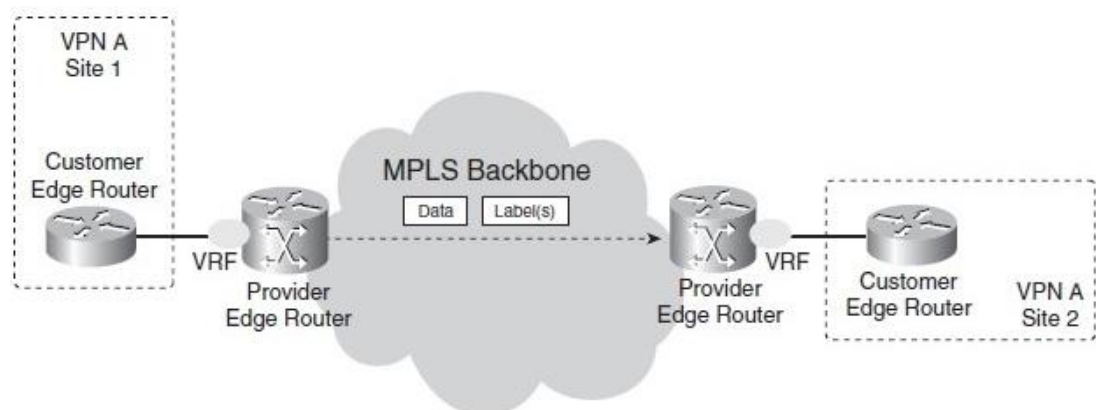 VPN A
Site 1
Customer
Edge Router
VRF
Provider
Edge Router
MPLS Backbone
Data
Label(s)
Provider
Edge Router
VRF
Customer
Edge Router
VPN A
Site 2